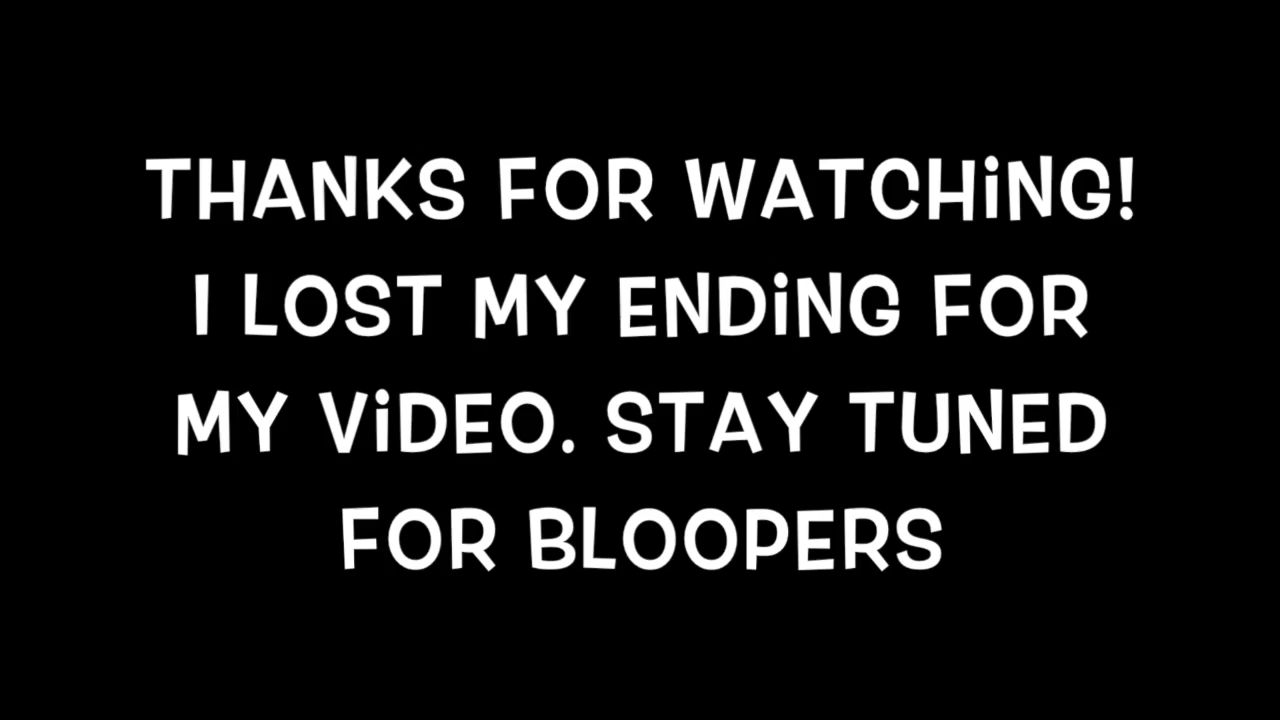 THANKS FOR WATCHiNG!
I LOST MY ENDiNG FOR
MY ViDEO. STAY TUNED
FOR BLOOPERS